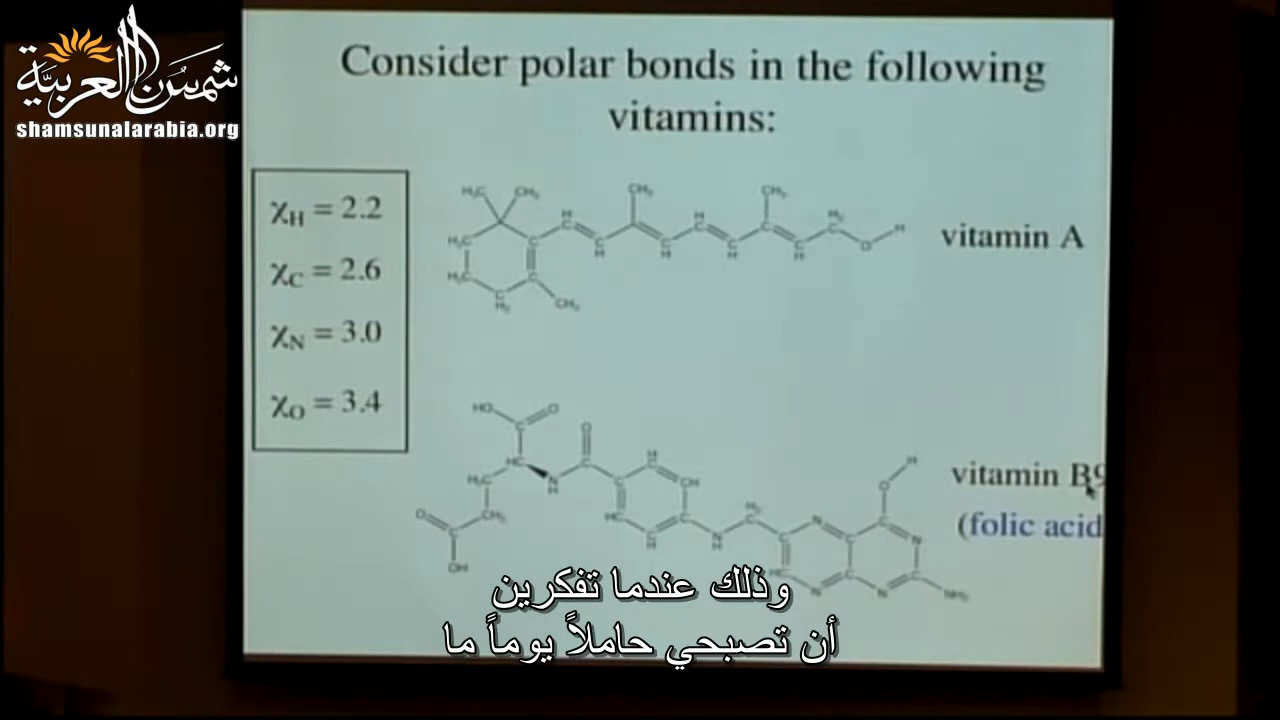 شمس العربية
shamsunalarabia.org
Consider polar bonds in the following
vitamins:
χH = 2.2
χC = 2.6
χN = 3.0
χO = 3.4
vitamin A
vitamin B9
(folic acid
وذلك عندما تفكرين
أن تصبحي حاملاً يوماً ما